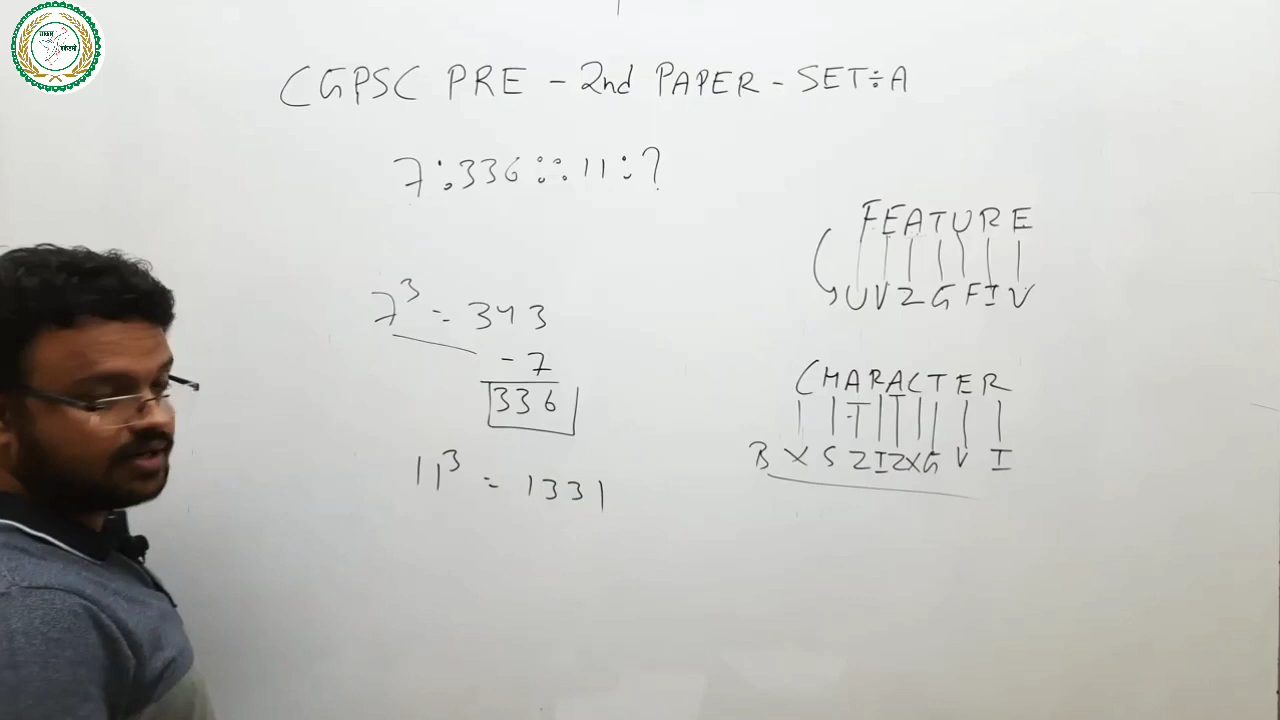 CGPSC PRE - 2nd PAPER - SET÷A
7:336::11:?
FEATURE
UVZGFIV
7³ = 343
- 7
336
11³ = 1331
CHARACTER
B XSZIZXGVI